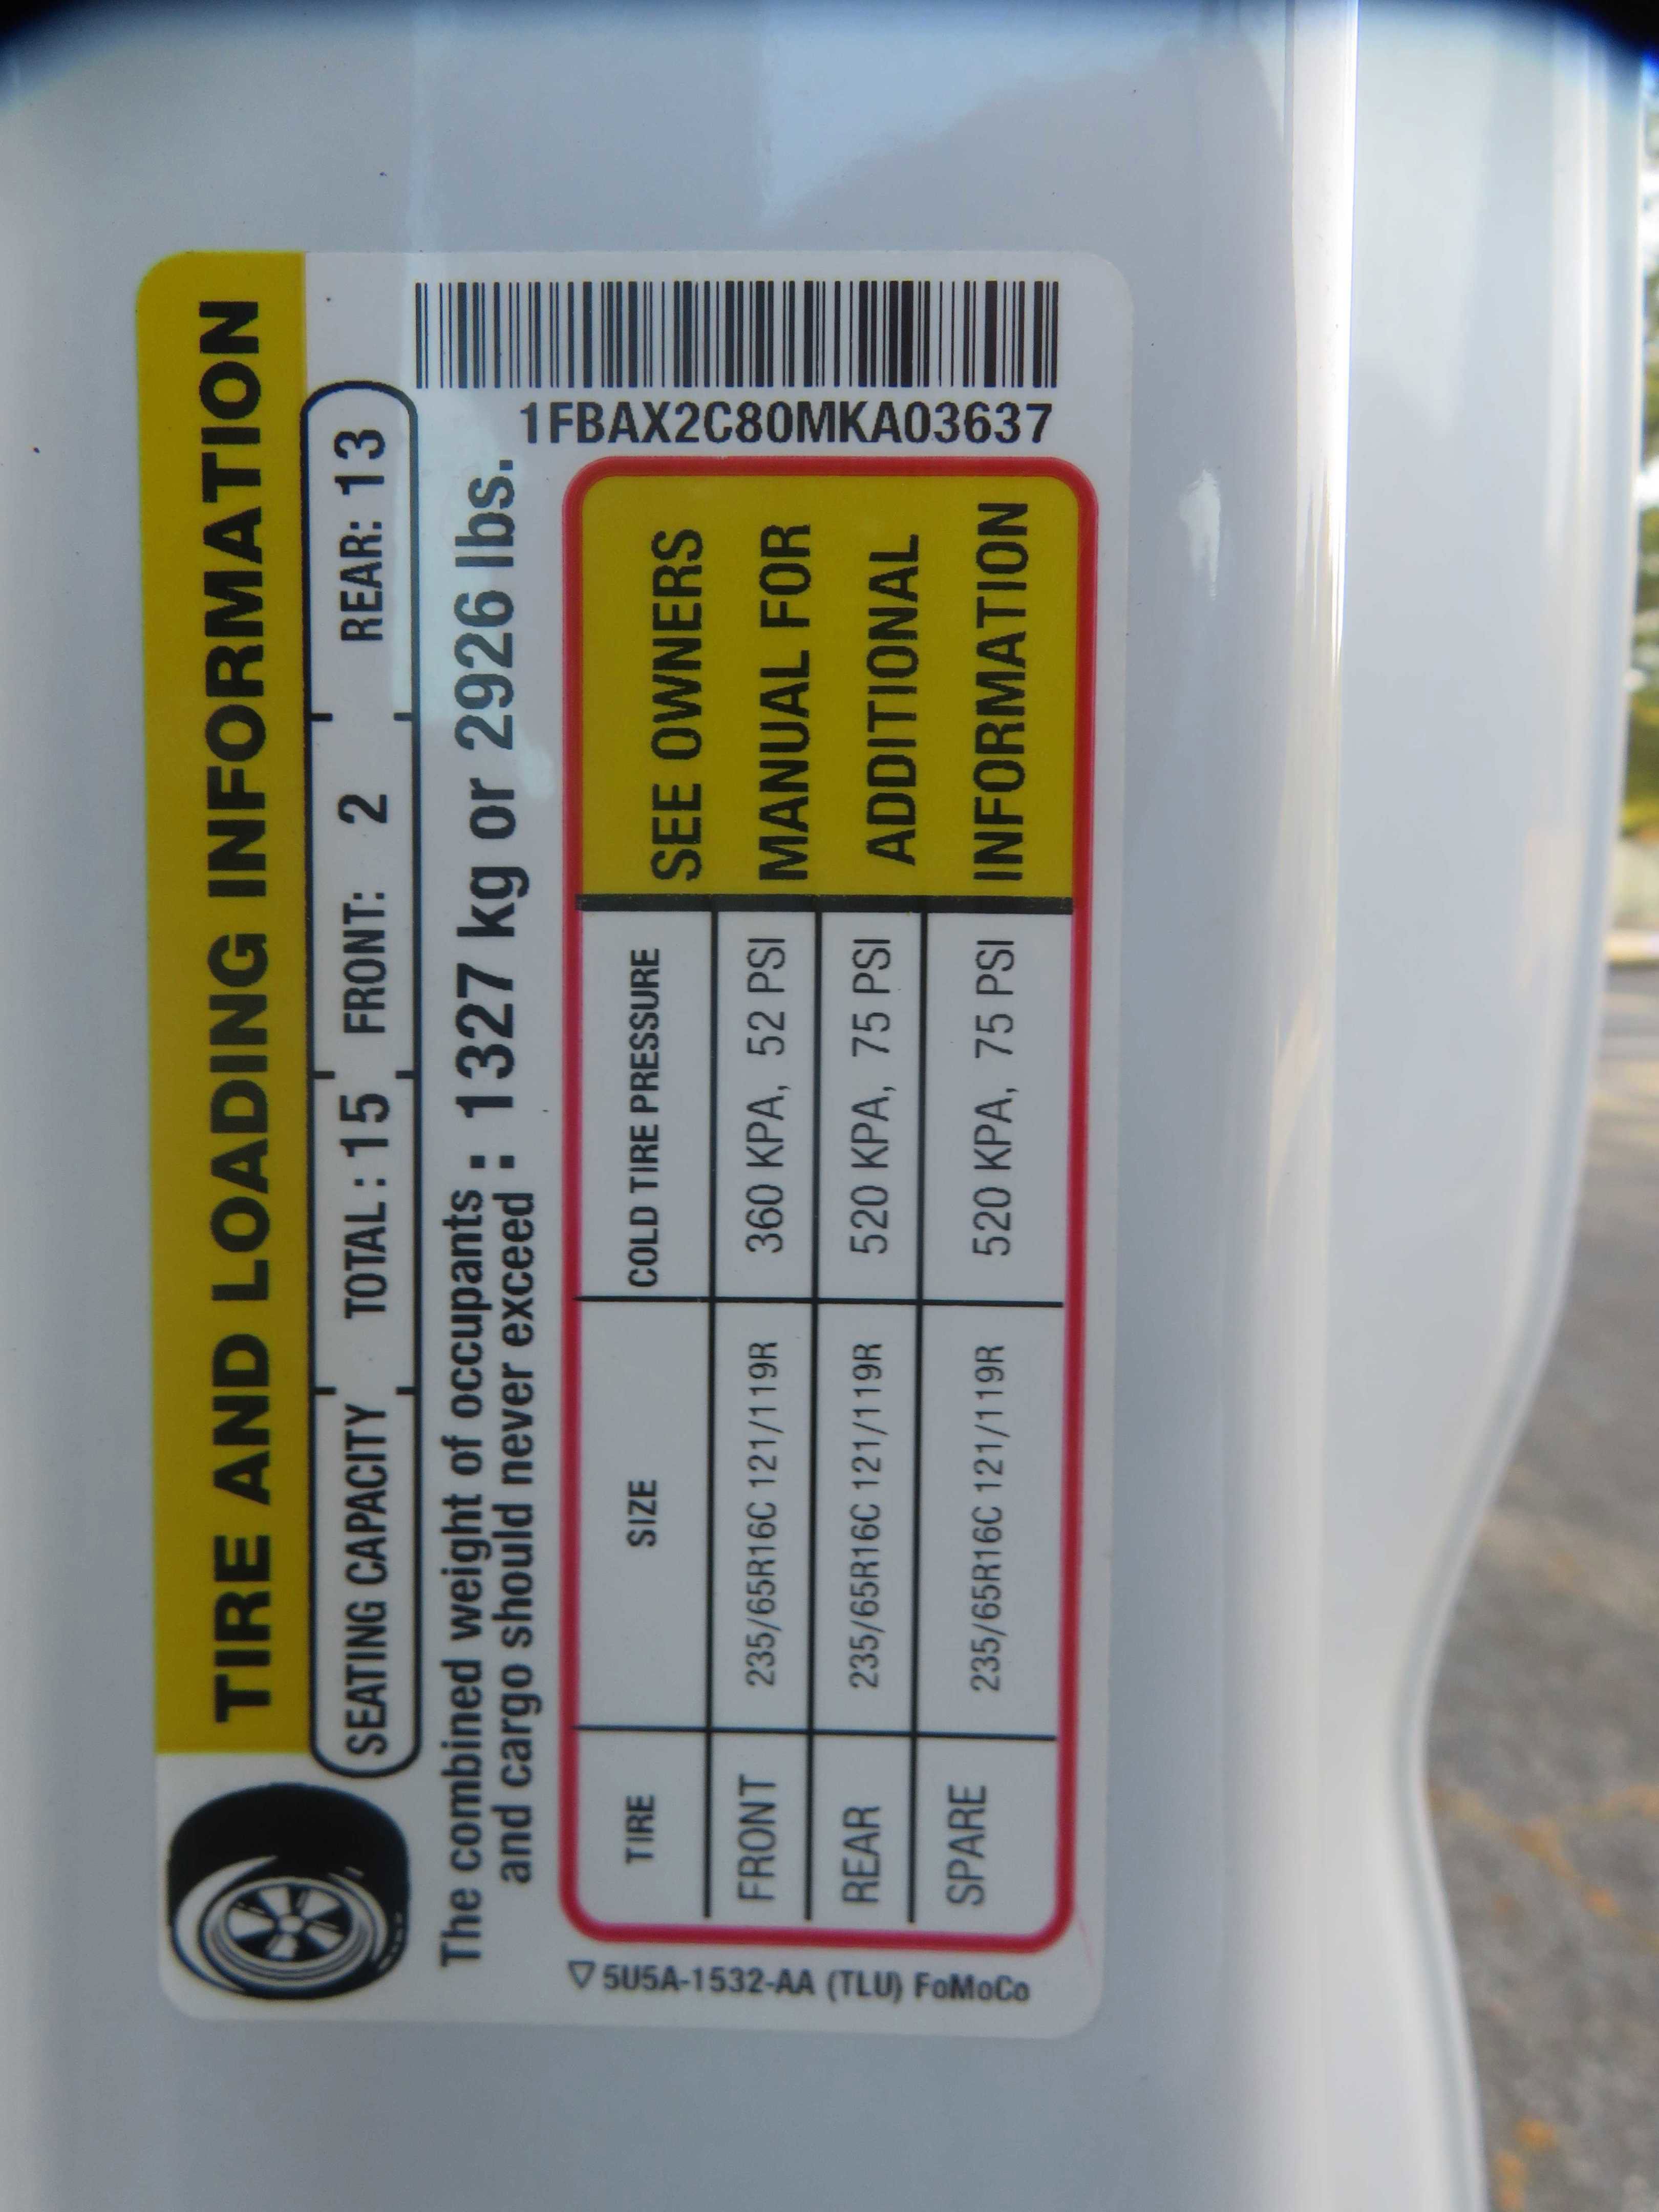 TIRE AND LOADING INFORMATION
SEATING CAPACITY TOTAL : 15 FRONT: 2 REAR: 13
The combined weight of occupants : 1327 kg or 2926 lbs.
and cargo should never exceed :
TIRE SIZE COLD TIRE PRESSURE
FRONT 235/65R16C 121/119R 360 KPA, 52 PSI
REAR 235/65R16C 121/119R 520 KPA, 75 PSI
SPARE 235/65R16C 121/119R 520 KPA, 75 PSI
SEE OWNERS
MANUAL FOR
ADDITIONAL
INFORMATION
5U5A-1532-AA (TLU) FoMoCo
1FBAX2C80MKA03637